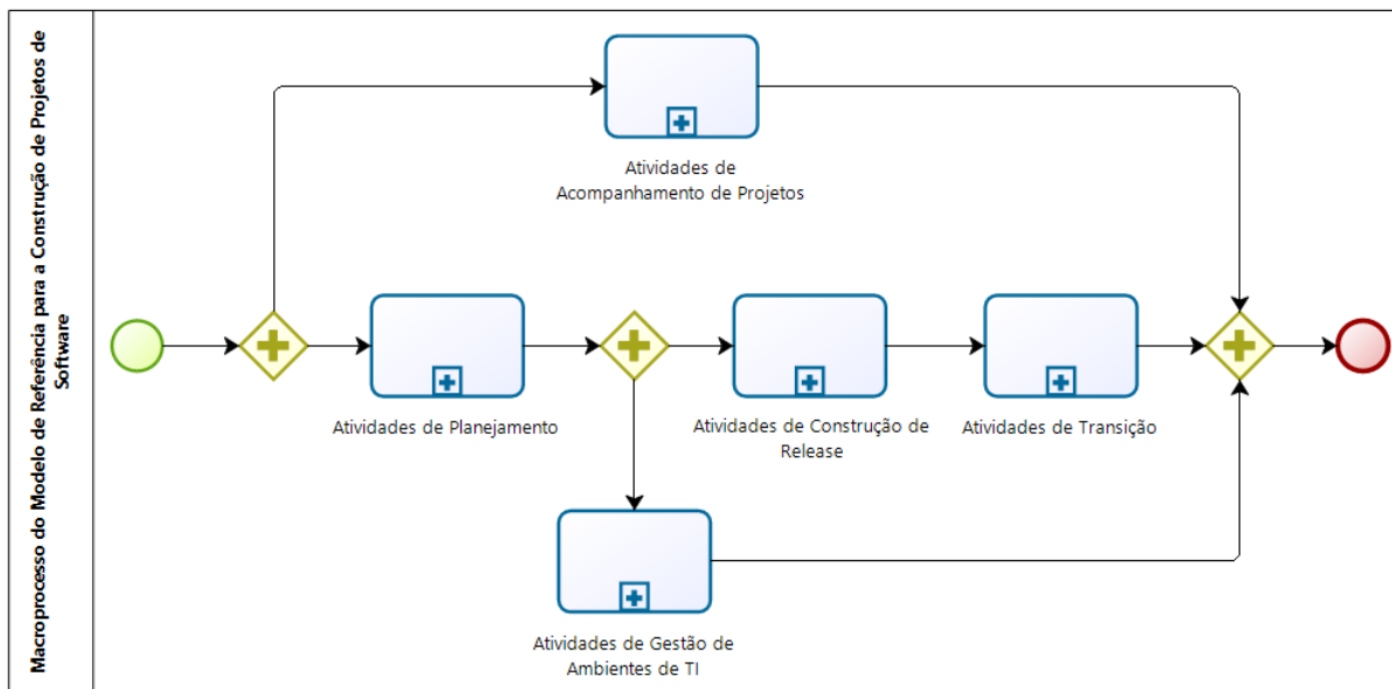 Macroprocesso do Modelo de Referência para a Construção de Projetos de
Software
Atividades de
Acompanhamento de Projetos
Atividades de Planejamento
Atividades de Construção de
Release
Atividades de Transição
Atividades de Gestão de
Ambientes de TI